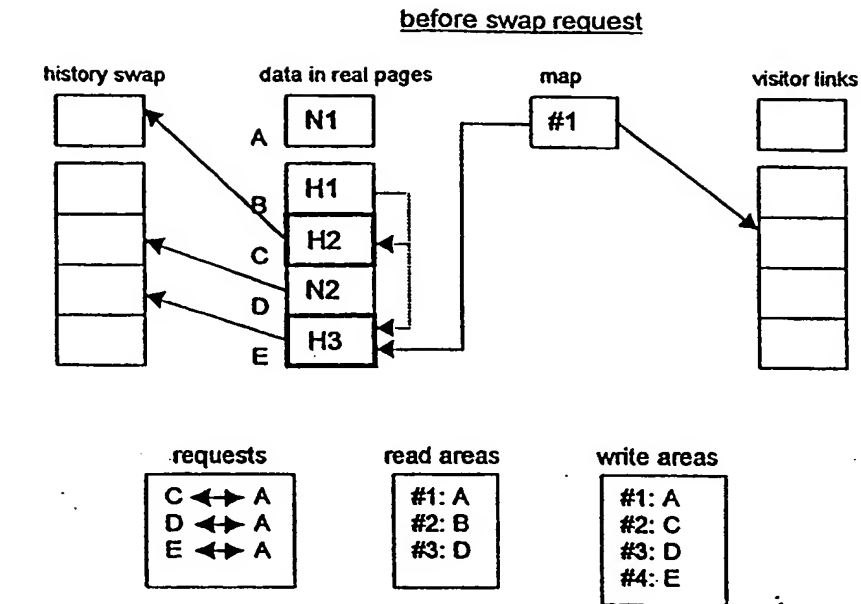 before swap request
history swap data in real pages map visitor links
A N1 #1
B H1
C H2
D N2
E H3
requests read areas write areas
C ↔ A #1: A #1: A
D ↔ A #2: B #2: C
E ↔ A #3: D #3: D
#4: E